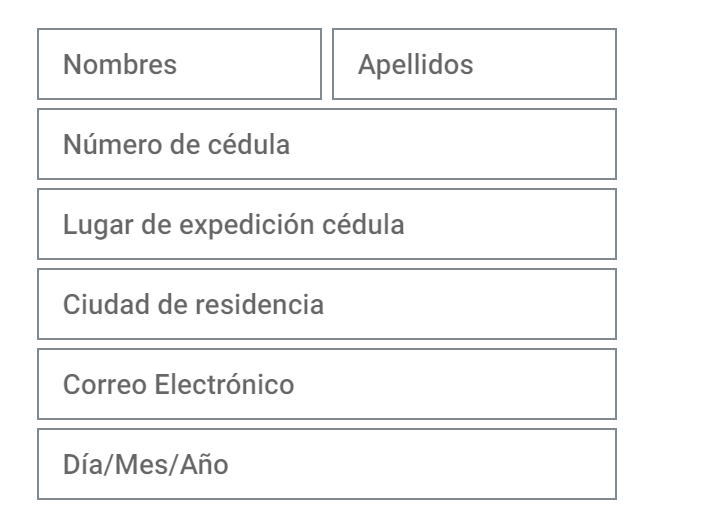 Nombres Apellidos
Número de cédula
Lugar de expedición cédula
Ciudad de residencia
Correo Electrónico
Día/Mes/Año